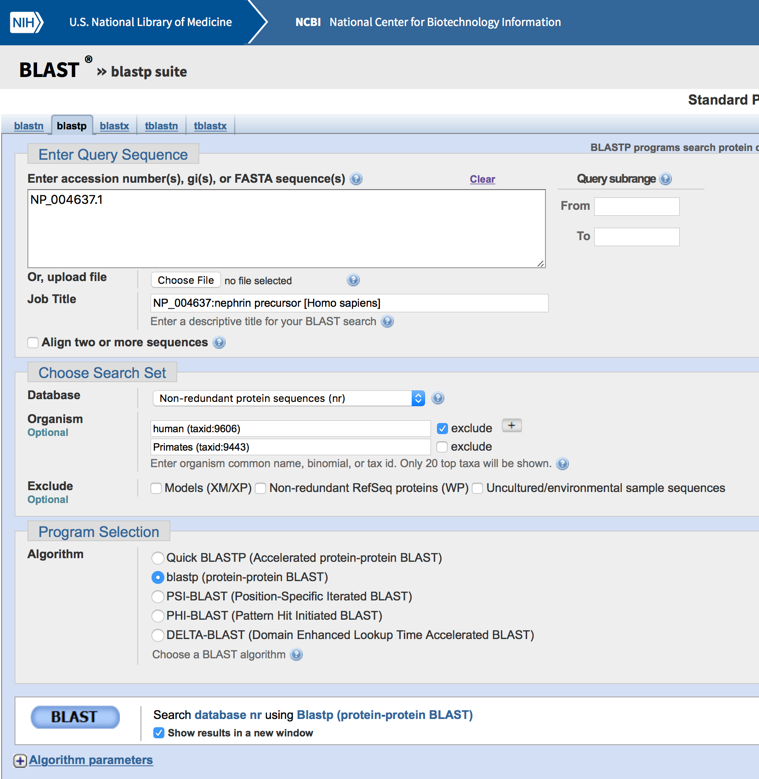 NIH U.S. National Library of Medicine NCBI National Center for Biotechnology Information
BLAST ® » blastp suite
Standard P
blastn blastp blastx tblastn tblastx
BLASTP programs search protein d
Enter Query Sequence
Enter accession number(s), gi(s), or FASTA sequence(s) Clear Query subrange
NP_004637.1
From
To
Or, upload file Choose File no file selected
Job Title NP_004637:nephrin precursor [Homo sapiens]
Enter a descriptive title for your BLAST search
Align two or more sequences
Choose Search Set
Database Non-redundant protein sequences (nr)
Organism
Optional
human (taxid:9606) exclude +
Primates (taxid:9443) exclude
Enter organism common name, binomial, or tax id. Only 20 top taxa will be shown.
Exclude
Optional
Models (XM/XP) Non-redundant RefSeq proteins (WP) Uncultured/environmental sample sequences
Program Selection
Algorithm
Quick BLASTP (Accelerated protein-protein BLAST)
blastp (protein-protein BLAST)
PSI-BLAST (Position-Specific Iterated BLAST)
PHI-BLAST (Pattern Hit Initiated BLAST)
DELTA-BLAST (Domain Enhanced Lookup Time Accelerated BLAST)
Choose a BLAST algorithm
BLAST Search database nr using Blastp (protein-protein BLAST)
Show results in a new window
Algorithm parameters